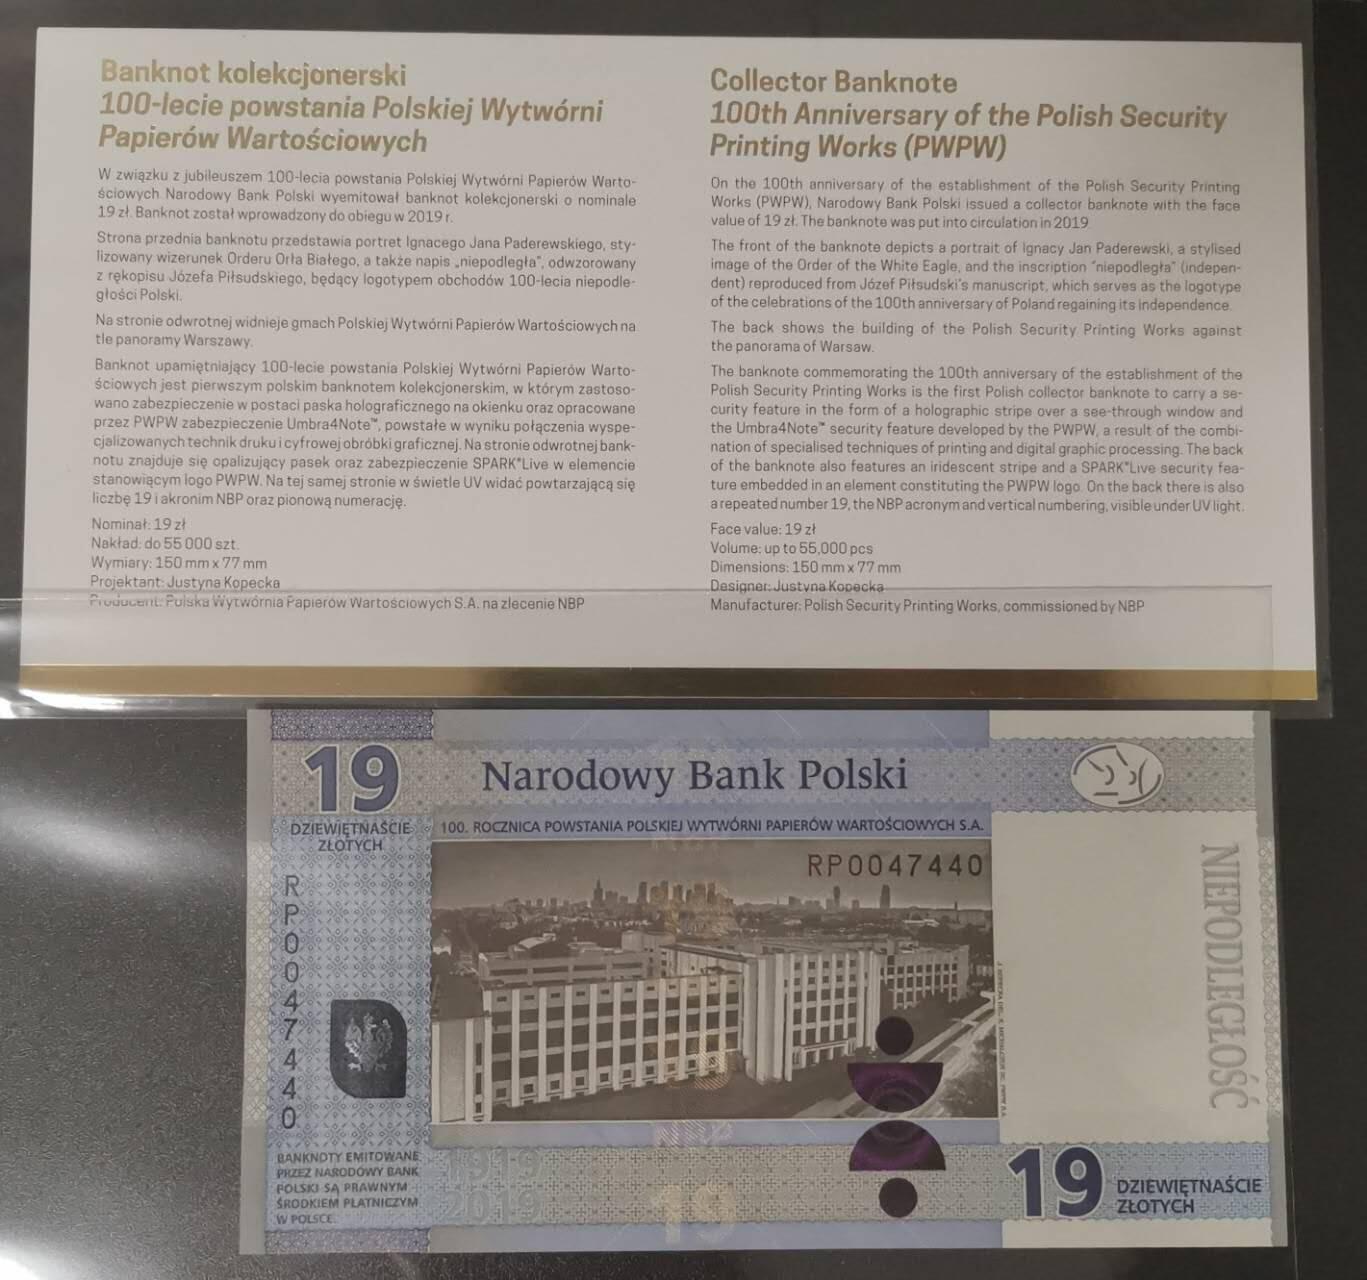 Banknot kolekcjonerski
100-lecie powstania Polskiej Wytwórni
Papierów Wartościowych
W związku z jubileuszem 100-lecia powstania Polskiej Wytwórni Papierów Warto-
ściowych Narodowy Bank Polski wyemitował banknot kolekcjonerski o nominale
19 zł. Banknot został wprowadzony do obiegu w 2019 r.
Strona przednia banknotu przedstawia portret Ignacego Jana Paderewskiego, sty-
lizowany wizerunek Orderu Orła Białego, a także napis „niepodległa”, odwzorowany
z rękopisu Józefa Piłsudskiego, będący logotypem obchodów 100-lecia niepodle-
głości Polski.
Na stronie odwrotnej widnieje gmach Polskiej Wytwórni Papierów Wartościowych na
tle panoramy Warszawy.
Banknot upamiętniający 100-lecie powstania Polskiej Wytwórni Papierów Warto-
ściowych jest pierwszym polskim banknotem kolekcjonerskim, w którym zastoso-
wano zabezpieczenie w postaci paska holograficznego na okienku oraz opracowane
przez PWPW zabezpieczenie Umbra4Note™, powstałe w wyniku połączenia wyspe-
cjalizowanych technik druku i cyfrowej obróbki graficznej. Na stronie odwrotnej bank-
notu znajduje się opalizujący pasek oraz zabezpieczenie SPARK®Live w elemencie
stanowiącym logo PWPW. Na tej samej stronie w świetle UV widać powtarzającą się
liczbę 19 i akronim NBP oraz pionową numerację.
Nominał: 19 zł
Nakład: do 55 000 szt.
Wymiary: 150 mm x 77 mm
Projektant: Justyna Kopecka
Producent: Polska Wytwórnia Papierów Wartościowych S.A. na zlecenie NBP
Collector Banknote
100th Anniversary of the Polish Security
Printing Works (PWPW)
On the 100th anniversary of the establishment of the Polish Security Printing
Works (PWPW), Narodowy Bank Polski issued a collector banknote with the face
value of 19 zł. The banknote was put into circulation in 2019.
The front of the banknote depicts a portrait of Ignacy Jan Paderewski, a stylised
image of the Order of the White Eagle, and the inscription “niepodległa” (indepen-
dent) reproduced from Józef Piłsudski's manuscript, which serves as the logotype
of the celebrations of the 100th anniversary of Poland regaining its independence.
The back shows the building of the Polish Security Printing Works against
the panorama of Warsaw.
The banknote commemorating the 100th anniversary of the establishment of the
Polish Security Printing Works is the first Polish collector banknote to carry a se-
curity feature in the form of a holographic stripe over a see-through window and
the Umbra4Note™ security feature developed by the PWPW, a result of the combi-
nation of specialised techniques of printing and digital graphic processing. The back
of the banknote also features an iridescent stripe and a SPARK®Live security fea-
ture embedded in an element constituting the PWPW logo. On the back there is also
a repeated number 19, the NBP acronym and vertical numbering, visible under UV light.
Face value: 19 zł
Volume: up to 55,000 pcs
Dimensions: 150 mm x 77 mm
Designer: Justyna Kopecka
Manufacturer: Polish Security Printing Works, commissioned by NBP
19
DZIEWIĘTNAŚCIE
ZŁOTYCH
Narodowy Bank Polski
100. ROCZNICA POWSTANIA POLSKIEJ WYTWÓRNI PAPIERÓW WARTOŚCIOWYCH S.A.
RP0047440
RP0047440
NIEPODLEGŁOŚĆ
BANKNOTY EMITOWANE
PRZEZ NARODOWY BANK
POLSKI SĄ PRAWNYM
ŚRODKIEM PŁATNICZYM
W POLSCE.
1919
2019
NBP
19
19
DZIEWIĘTNAŚCIE
ZŁOTYCH